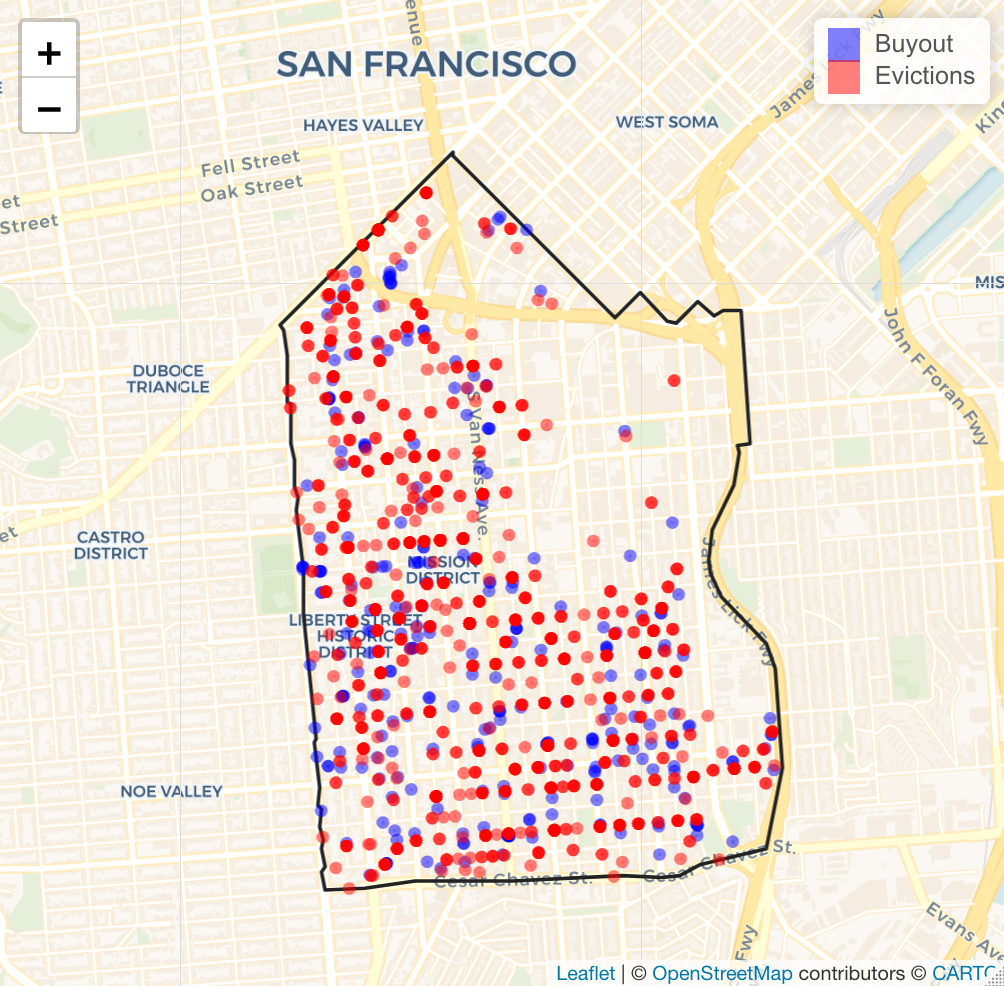 +
−
SAN FRANCISCO
Buyout
Evictions
HAYES VALLEY
WEST SOMA
Fell Street
Oak Street
Street
DUBOCE
TRIANGLE
John F Foran Fwy
S Van Ness Ave.
CASTRO
DISTRICT
MISSION
DISTRICT
James Lick Fwy
LIBERTY STREET
HISTORIC
DISTRICT
NOE VALLEY
Cesar Chavez St.
Cesar Chavez St.
Evans Ave
Fwy
Leaflet | © OpenStreetMap contributors © CARTO